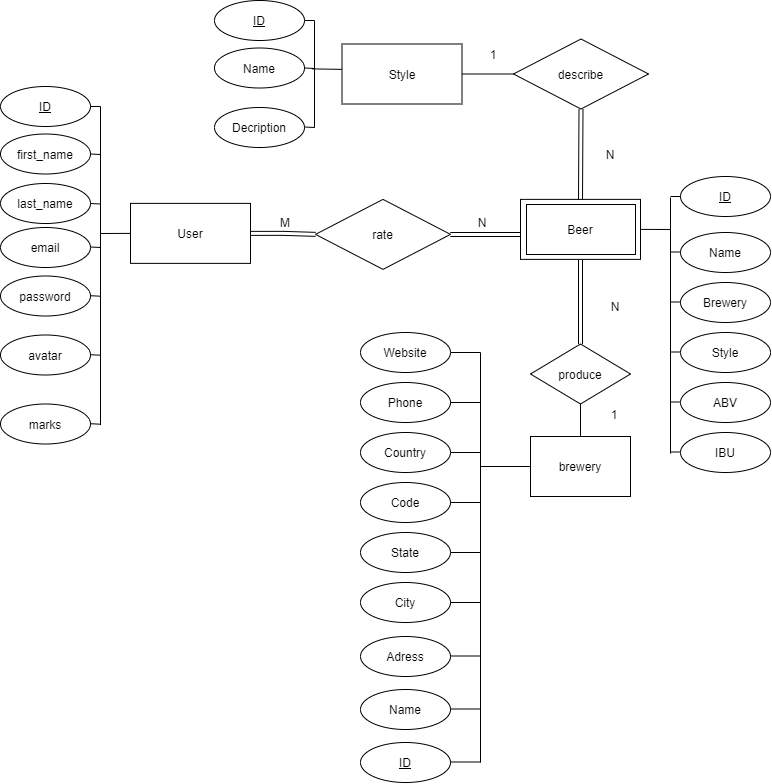 ID
Name
Decription
Style
1
describe
N
ID
first_name
last_name
email
password
avatar
marks
User
M
rate
N
Beer
ID
Name
Brewery
Style
ABV
IBU
N
produce
1
brewery
Website
Phone
Country
Code
State
City
Adress
Name
ID